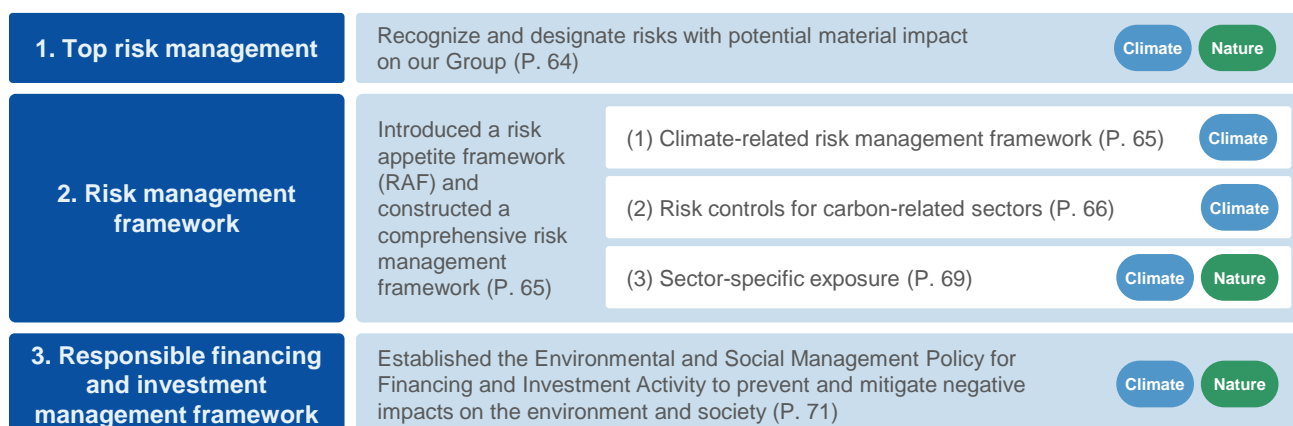 1. Top risk management
Recognize and designate risks with potential material impact
on our Group (P. 64)
Climate
Nature
2. Risk management
framework
Introduced a risk
appetite framework
(RAF) and
constructed a
comprehensive risk
management
framework (P. 65)
(1) Climate-related risk management framework (P. 65)
Climate
(2) Risk controls for carbon-related sectors (P. 66)
Climate
(3) Sector-specific exposure (P. 69)
Climate
Nature
3. Responsible financing
and investment
management framework
Established the Environmental and Social Management Policy for
Financing and Investment Activity to prevent and mitigate negative
impacts on the environment and society (P. 71)
Climate
Nature